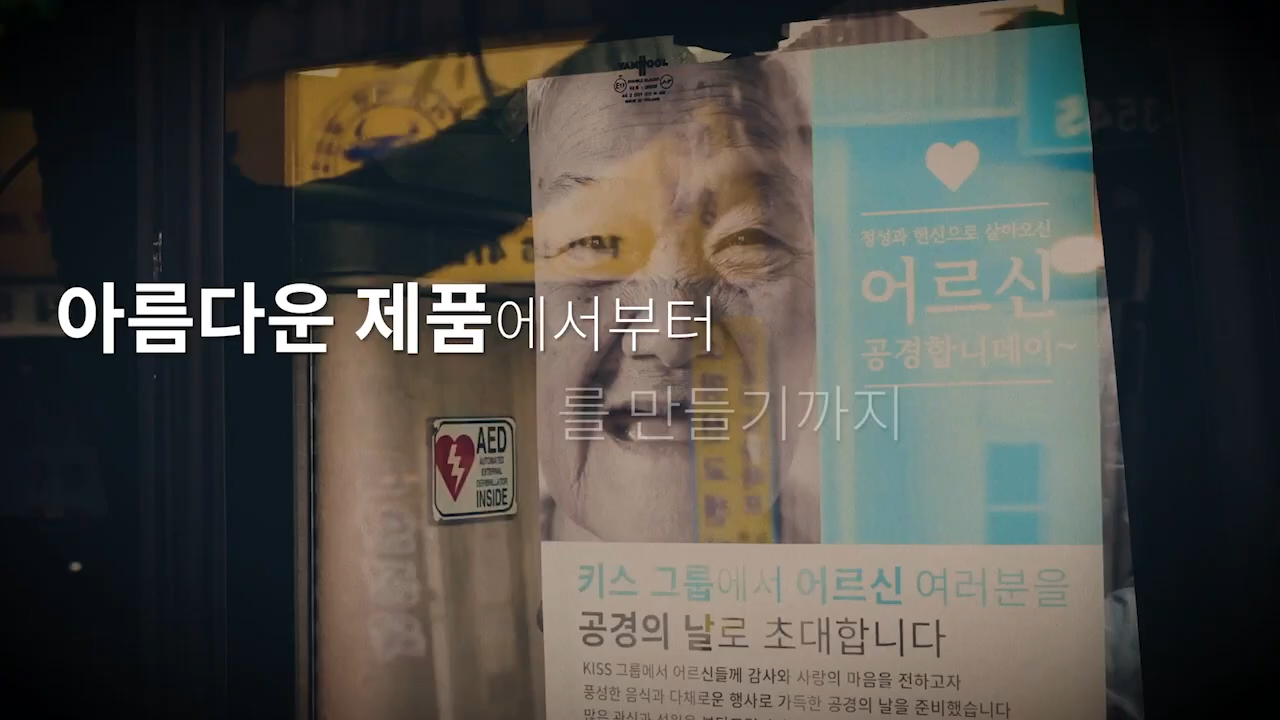 아름다운 제품에서부터
를 만들기까지
정성과 헌신으로 살아오신
어르신
공경합니데이~
AED
AUTOMATED
EXTERNAL
DEFIBRILLATOR
INSIDE
키스 그룹에서 어르신 여러분을
공경의 날로 초대합니다
KISS 그룹에서 어르신들께 감사와 사랑의 마음을 전하고자
풍성한 음식과 다채로운 행사로 가득한 공경의 날을 준비했습니다